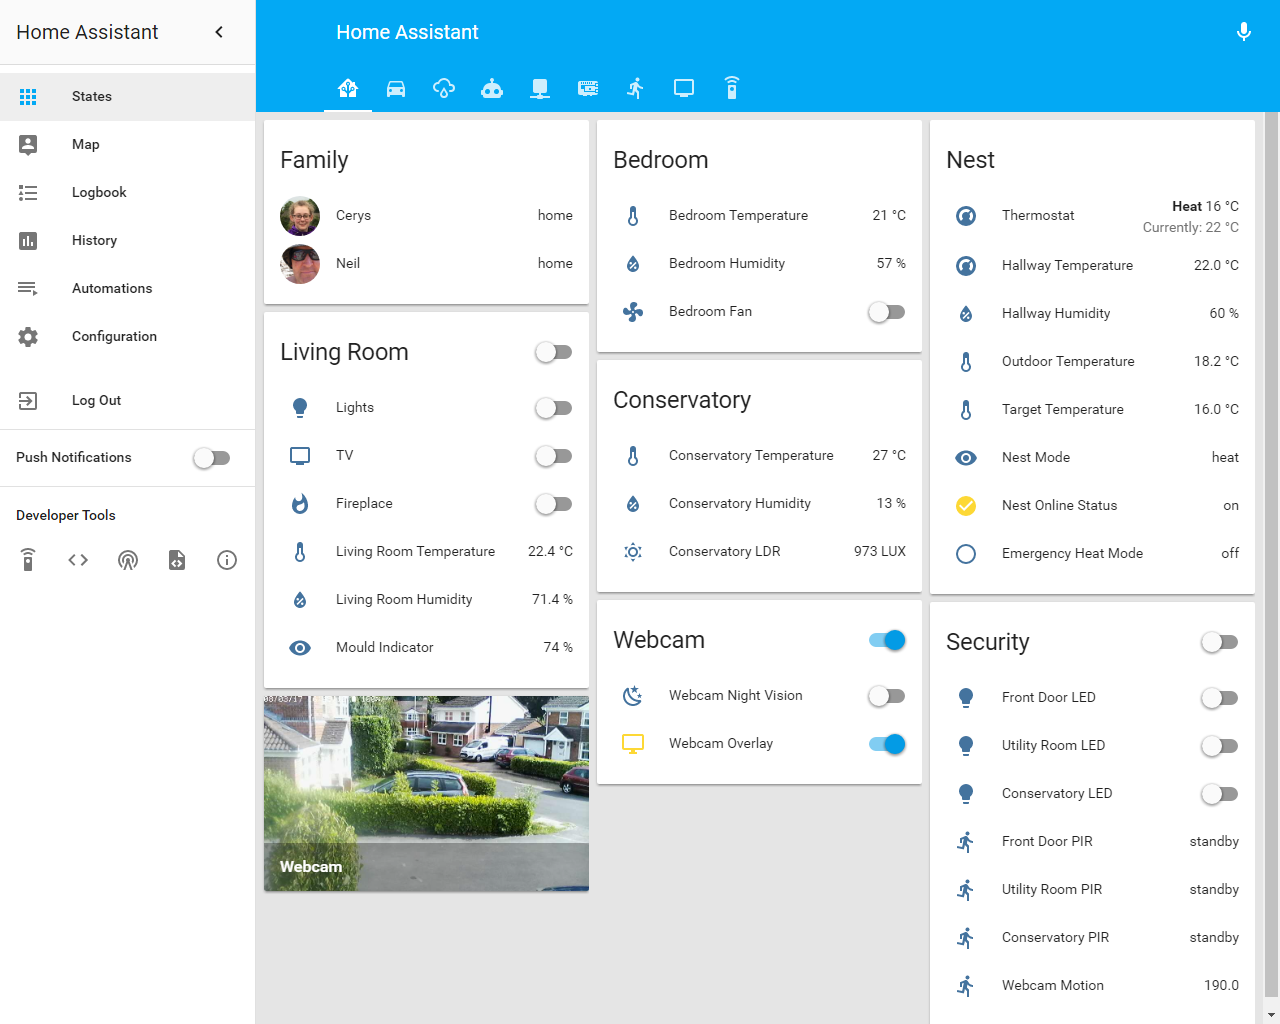 Home Assistant
States
Map
Logbook
History
Automations
Configuration
Log Out
Push Notifications
Developer Tools
Home Assistant
Family
Cerys home
Neil home
Living Room
Lights
TV
Fireplace
Living Room Temperature 22.4 °C
Living Room Humidity 71.4 %
Mould Indicator 74 %
Webcam
Bedroom
Bedroom Temperature 21 °C
Bedroom Humidity 57 %
Bedroom Fan
Conservatory
Conservatory Temperature 27 °C
Conservatory Humidity 13 %
Conservatory LDR 973 LUX
Webcam
Webcam Night Vision
Webcam Overlay
Nest
Thermostat Heat 16 °C
Currently: 22 °C
Hallway Temperature 22.0 °C
Hallway Humidity 60 %
Outdoor Temperature 18.2 °C
Target Temperature 16.0 °C
Nest Mode heat
Nest Online Status on
Emergency Heat Mode off
Security
Front Door LED
Utility Room LED
Conservatory LED
Front Door PIR standby
Utility Room PIR standby
Conservatory PIR standby
Webcam Motion 190.0